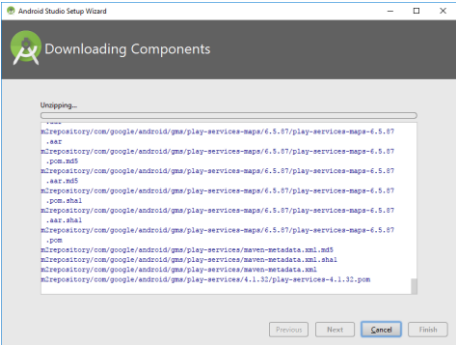 Android Studio Setup Wizard
Downloading Components
Unzipping...
m2repository/com/google/android/gms/play-services-maps/6.5.87/play-services-maps-6.5.87
.aar
m2repository/com/google/android/gms/play-services-maps/6.5.87/play-services-maps-6.5.87
.pom.md5
m2repository/com/google/android/gms/play-services-maps/6.5.87/play-services-maps-6.5.87
.aar.md5
m2repository/com/google/android/gms/play-services-maps/6.5.87/play-services-maps-6.5.87
.pom.sha1
m2repository/com/google/android/gms/play-services-maps/6.5.87/play-services-maps-6.5.87
.aar.sha1
m2repository/com/google/android/gms/play-services-maps/6.5.87/play-services-maps-6.5.87
.pom
m2repository/com/google/android/gms/play-services/maven-metadata.xml.md5
m2repository/com/google/android/gms/play-services/maven-metadata.xml.sha1
m2repository/com/google/android/gms/play-services/maven-metadata.xml
m2repository/com/google/android/gms/play-services/4.1.32/play-services-4.1.32.pom
Previous Next Cancel Finish